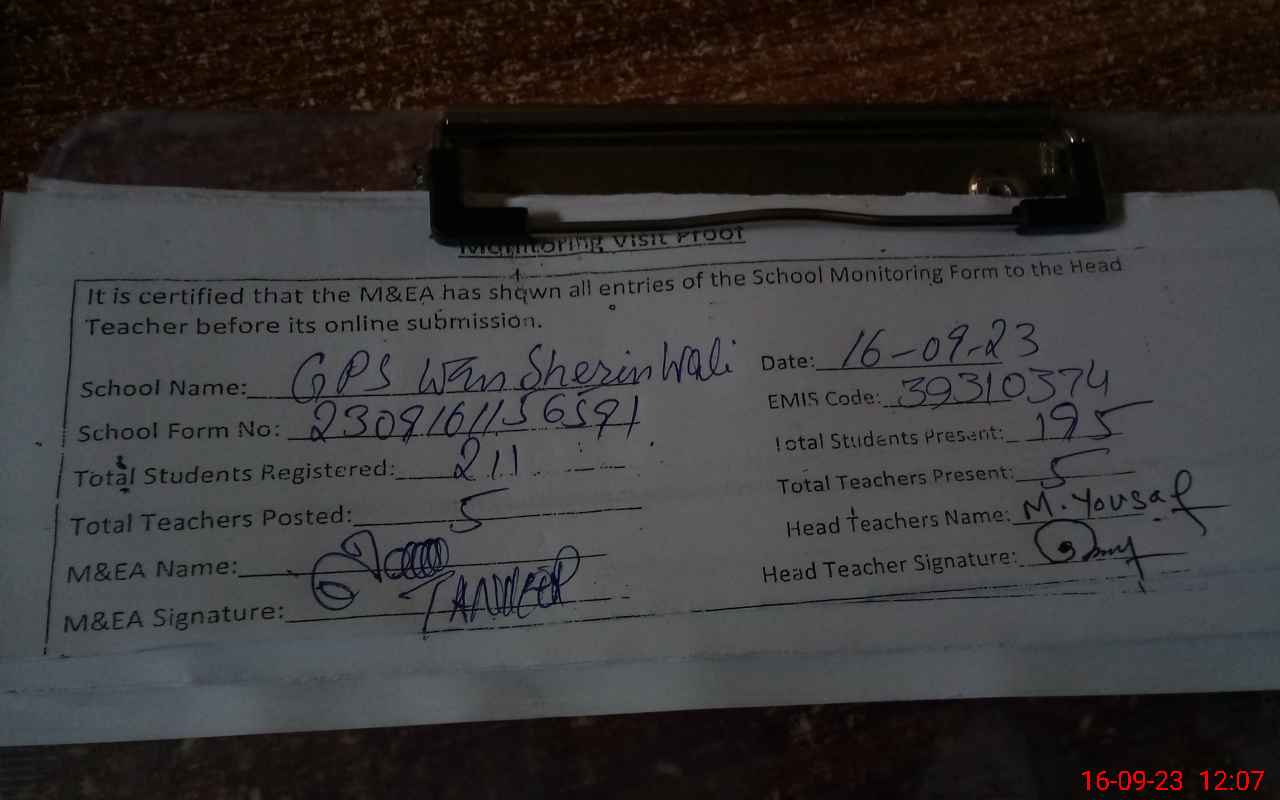 Monitoring Visit Proof
It is certified that the M&EA has shown all entries of the School Monitoring Form to the Head
Teacher before its online submission.
School Name: GPS Wan Sherin Wali Date: 16-09-23
School Form No: 2309161156591 EMIS Code: 39310374
Total Students Registered: 211 Total Students Present: 195
Total Teachers Posted: 5 Total Teachers Present: 5
M&EA Name: Head Teachers Name: M. Yousaf
M&EA Signature: Head Teacher Signature:
16-09-23 12:07